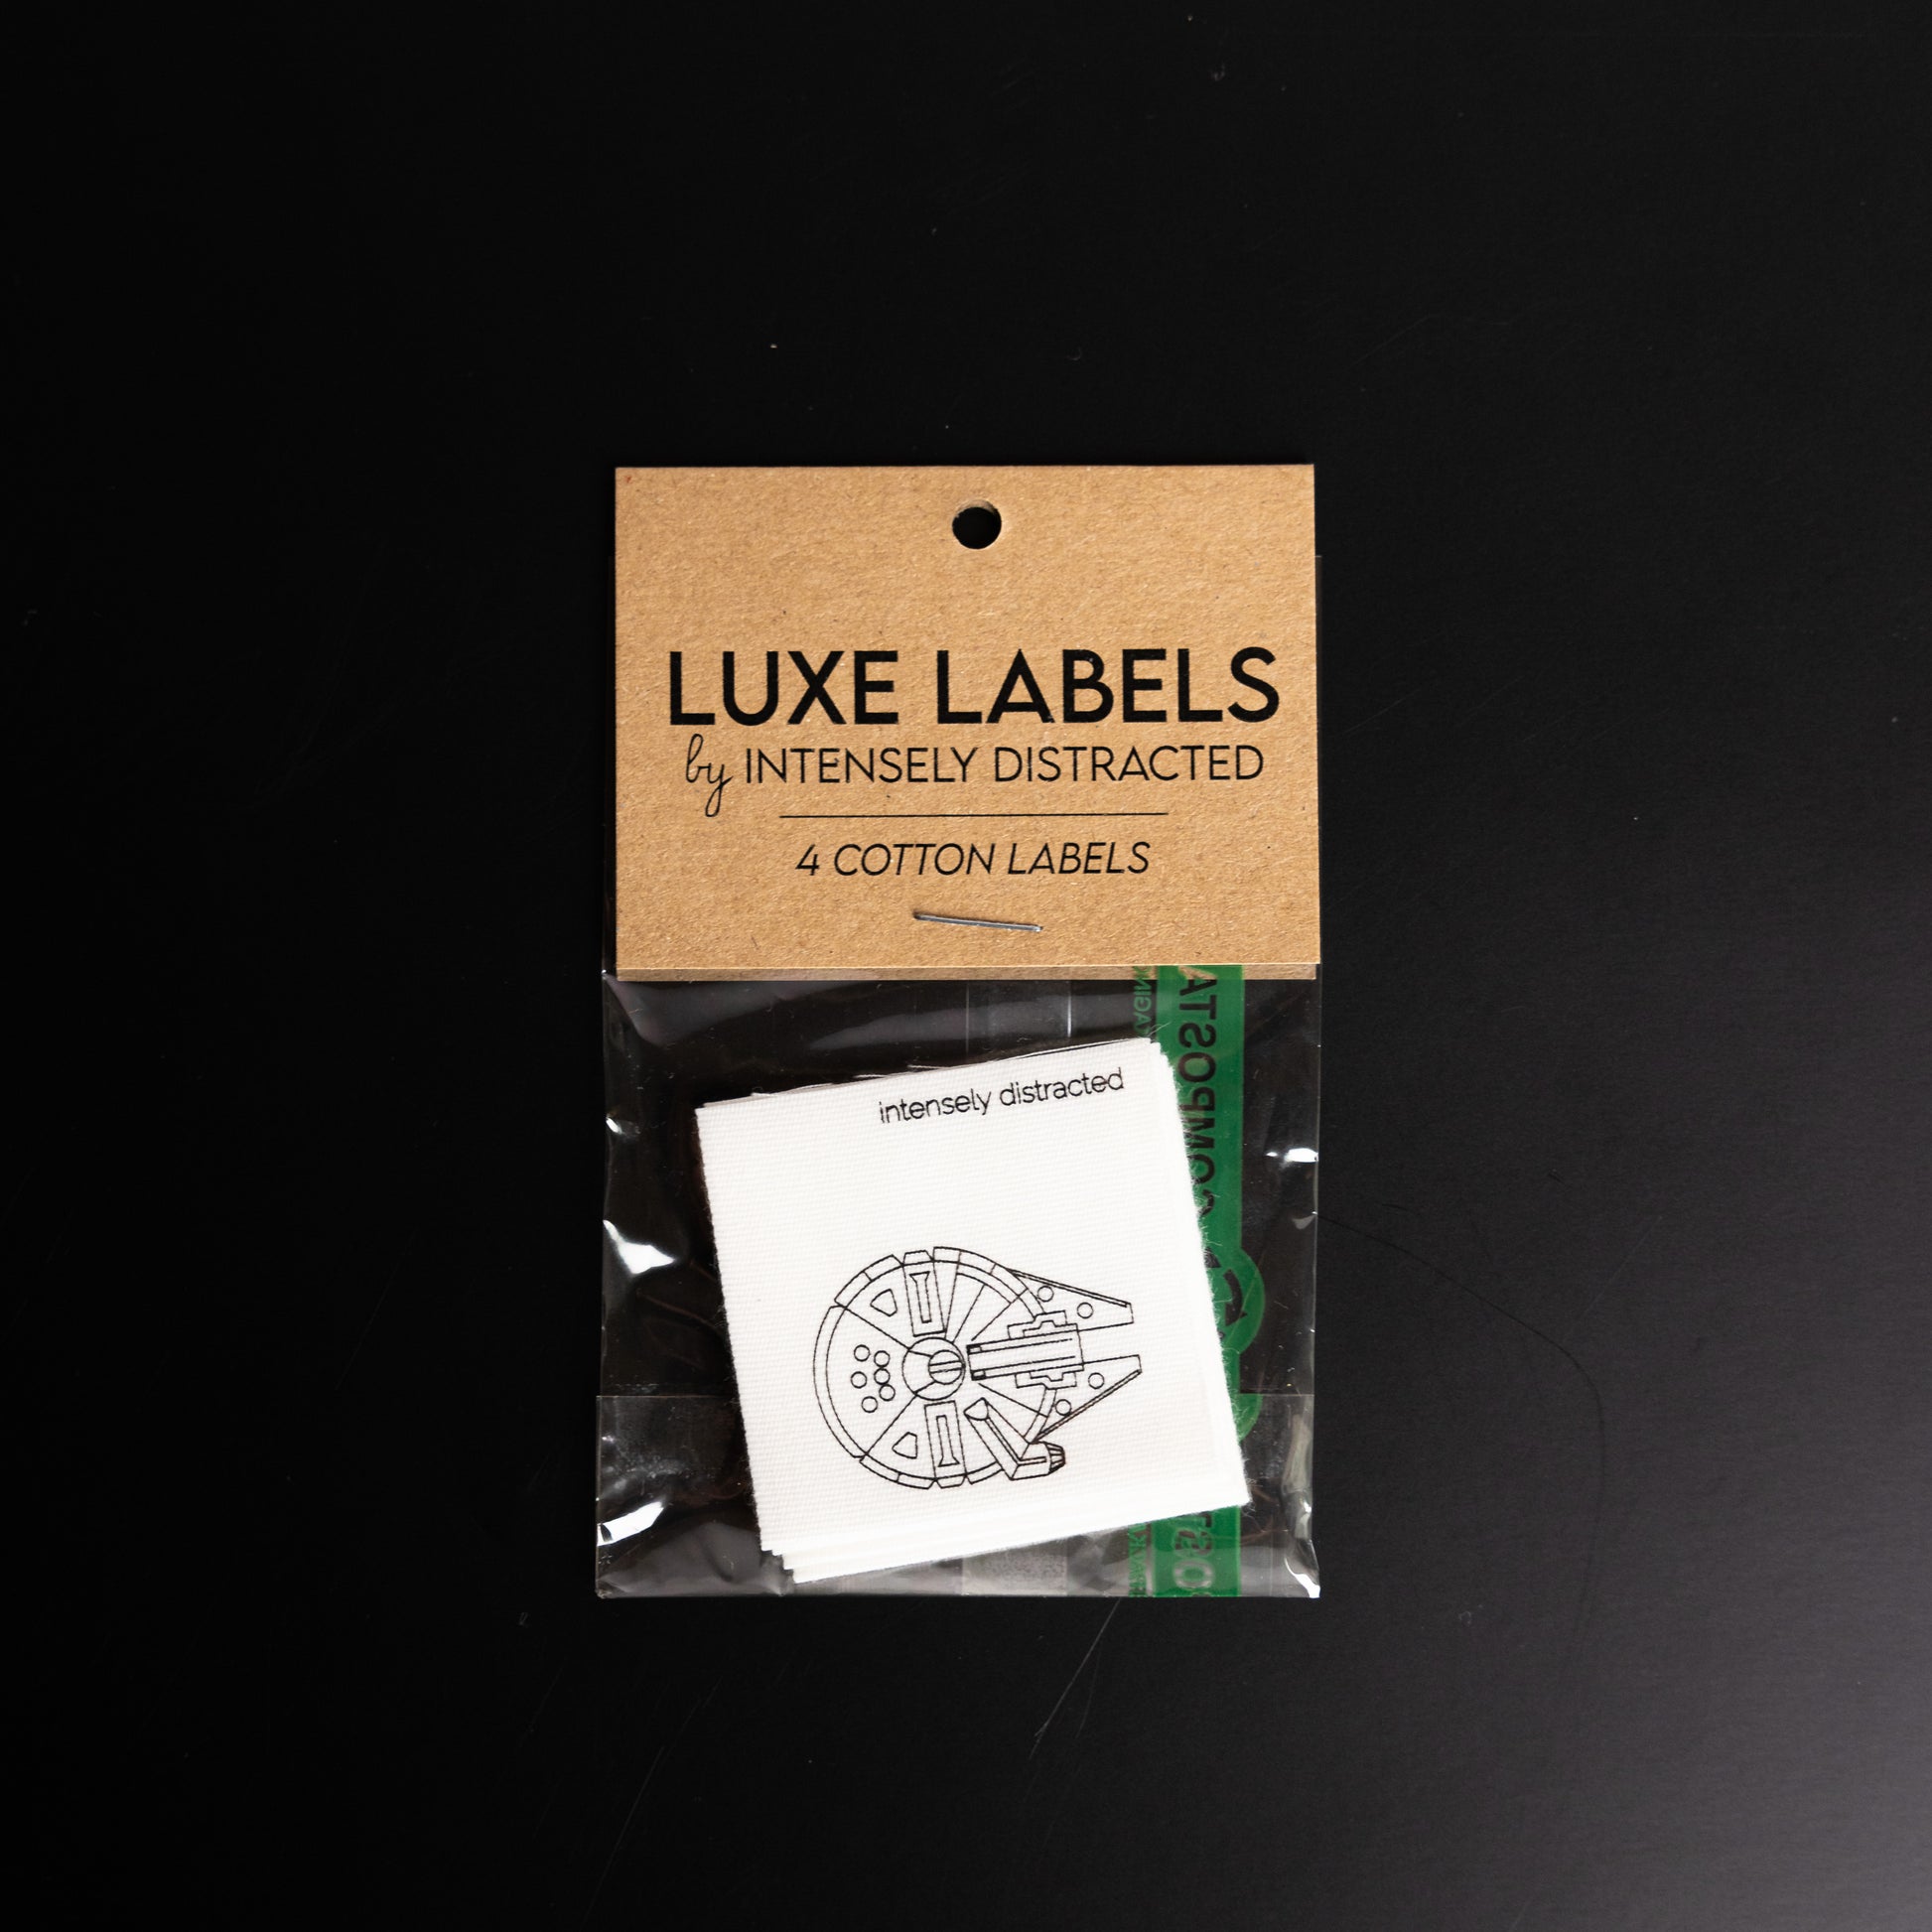 LUXE LABELS
by INTENSELY DISTRACTED
4 COTTON LABELS
intensely distracted